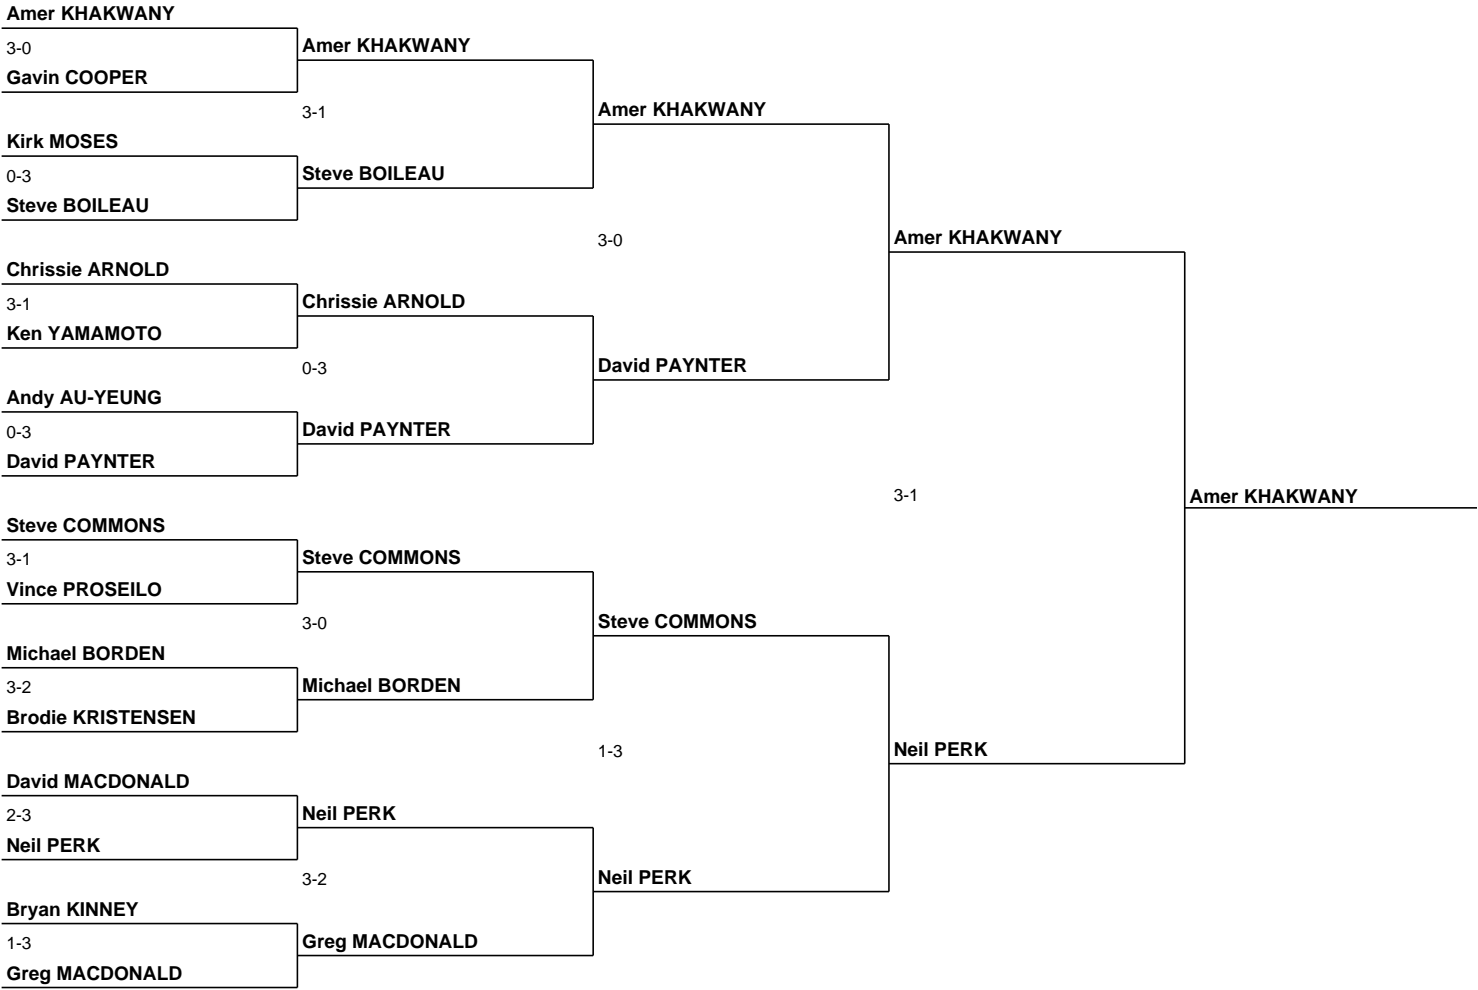 Amer KHAKWANY
3-0
Gavin COOPER
Kirk MOSES
0-3
Steve BOILEAU
Chrissie ARNOLD
3-1
Ken YAMAMOTO
Andy AU-YEUNG
0-3
David PAYNTER
Steve COMMONS
3-1
Vince PROSEILO
Michael BORDEN
3-2
Brodie KRISTENSEN
David MACDONALD
2-3
Neil PERK
Bryan KINNEY
1-3
Greg MACDONALD
Amer KHAKWANY
3-1
Steve BOILEAU
Chrissie ARNOLD
0-3
David PAYNTER
Steve COMMONS
3-0
Michael BORDEN
Neil PERK
3-2
Greg MACDONALD
Amer KHAKWANY
3-0
David PAYNTER
Steve COMMONS
1-3
Neil PERK
Amer KHAKWANY
3-1
Neil PERK
Amer KHAKWANY